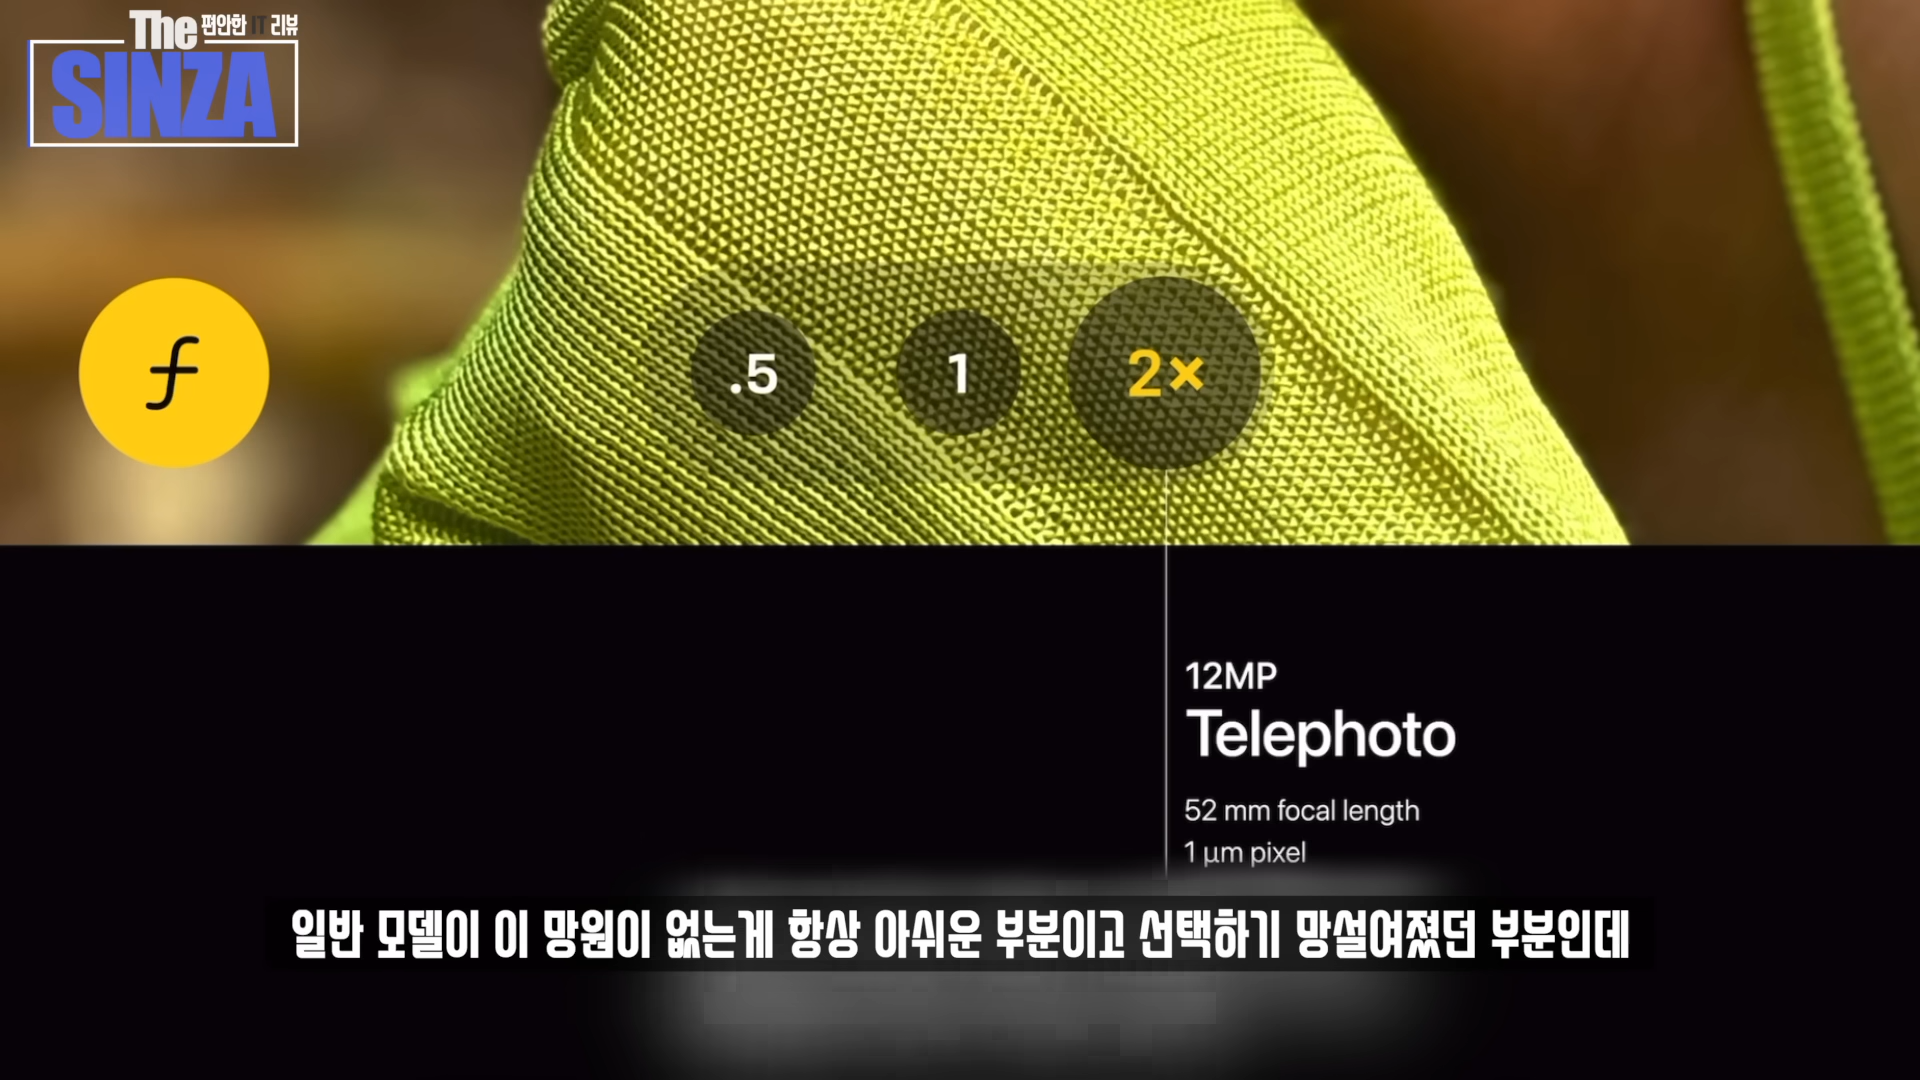 The 편안한 IT 리뷰
SINZA
f
.5 1 2×
12MP
Telephoto
52 mm focal length
1 µm pixel
일반 모델이 이 망원이 없는게 항상 아쉬운 부분이고 선택하기 망설여졌던 부분인데